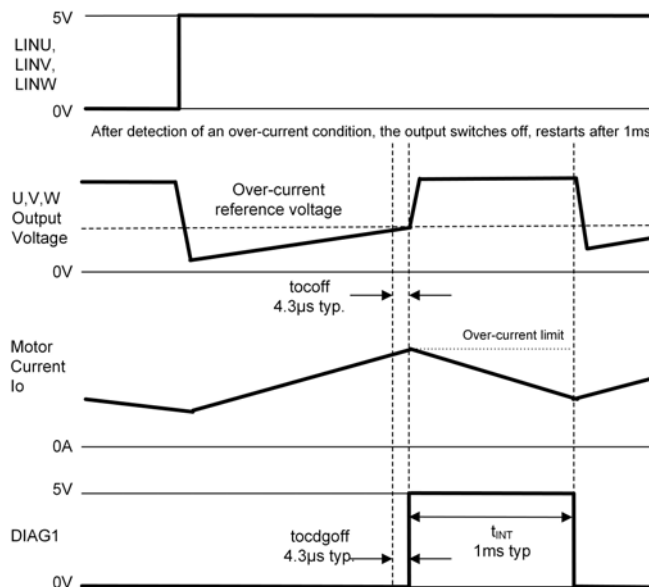 5V
LINU,
LINV,
LINW
0V
After detection of an over-current condition, the output switches off, restarts after 1ms
U,V,W
Output
Voltage
Over-current
reference voltage
0V
tocoff
4.3µs typ.
Motor
Current
Io
Over-current limit
0A
5V
DIAG1
tocdgoff
4.3µs typ.
tINT
1ms typ
0V